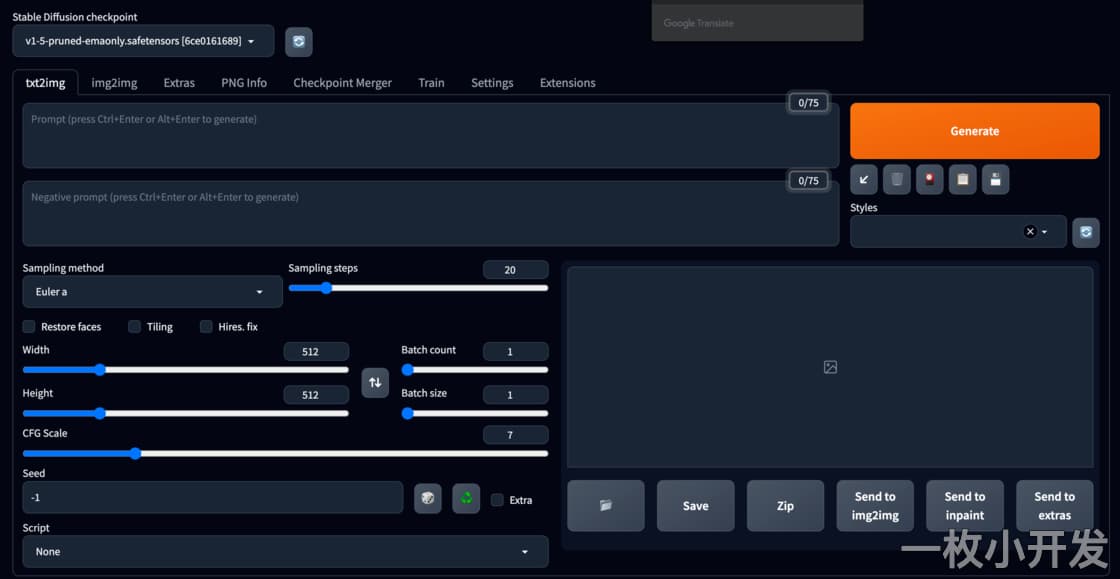 Stable Diffusion checkpoint
Google Translate
v1-5-pruned-emaonly.safetensors [6ce0161689]
txt2img img2img Extras PNG Info Checkpoint Merger Train Settings Extensions
0/75
Prompt (press Ctrl+Enter or Alt+Enter to generate)
Generate
0/75
Negative prompt (press Ctrl+Enter or Alt+Enter to generate)
Styles
Sampling method
Sampling steps
20
Euler a
Restore faces Tiling Hires. fix
Width
512
Batch count
1
Height
512
Batch size
1
CFG Scale
7
Seed
-1
Extra
Script
None
Save
Zip
Send to
img2img
Send to
inpaint
Send to
extras
一枚小开发